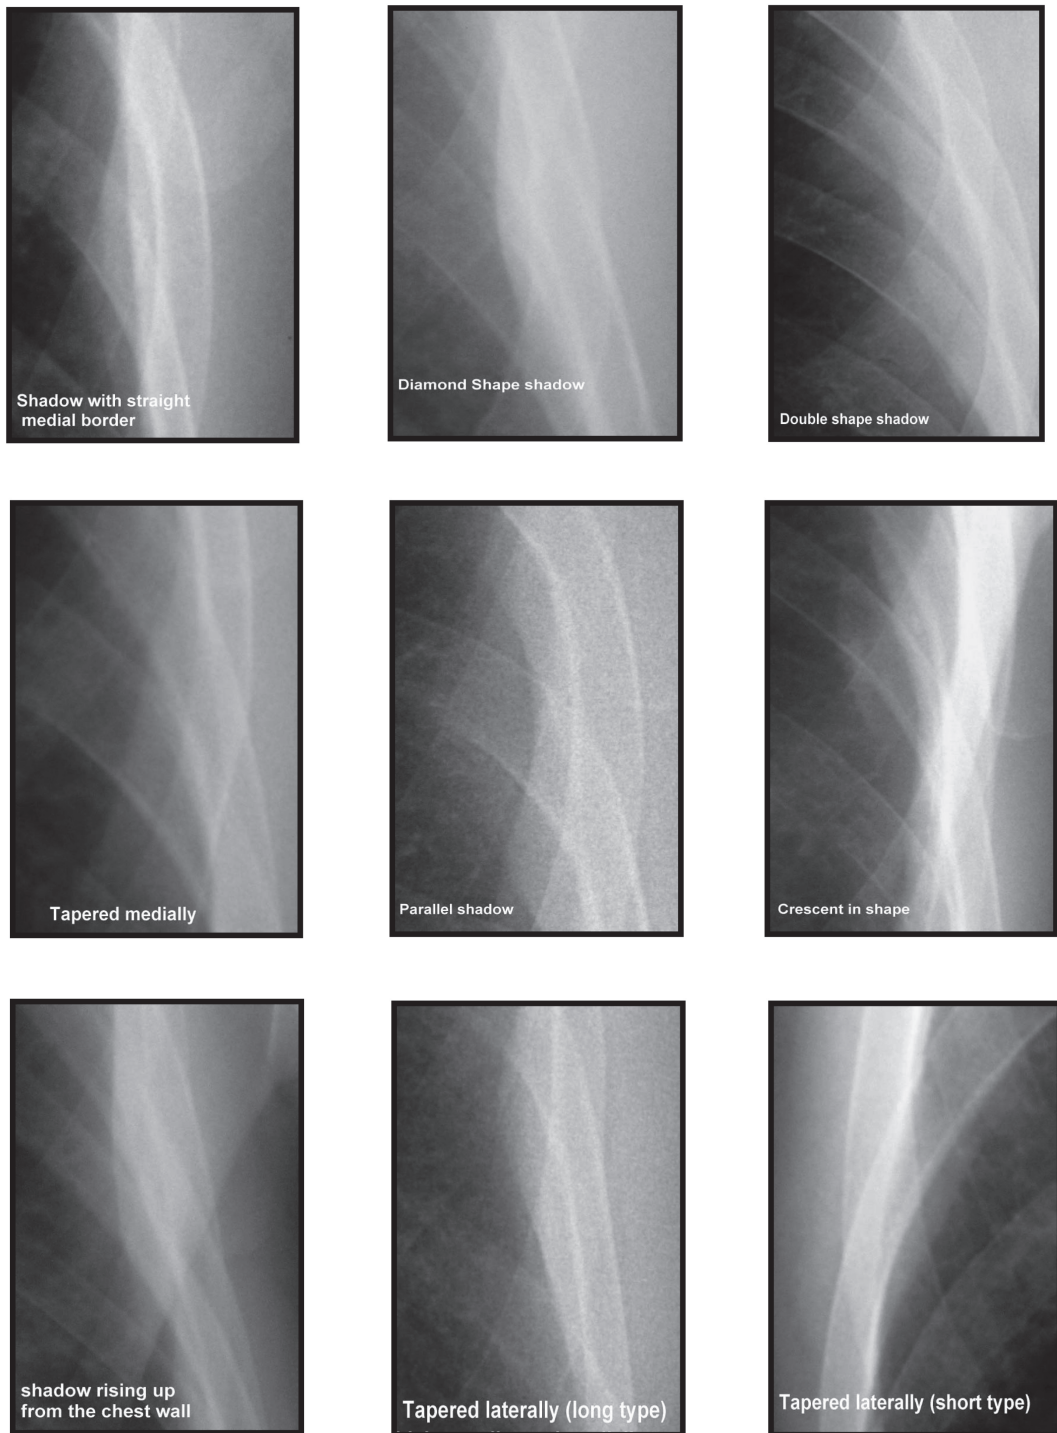 Shadow with straight
medial border
Diamond Shape shadow
Double shape shadow
Tapered medially
Parallel shadow
Crescent in shape
shadow rising up
from the chest wall
Tapered laterally (long type)
Tapered laterally (short type)